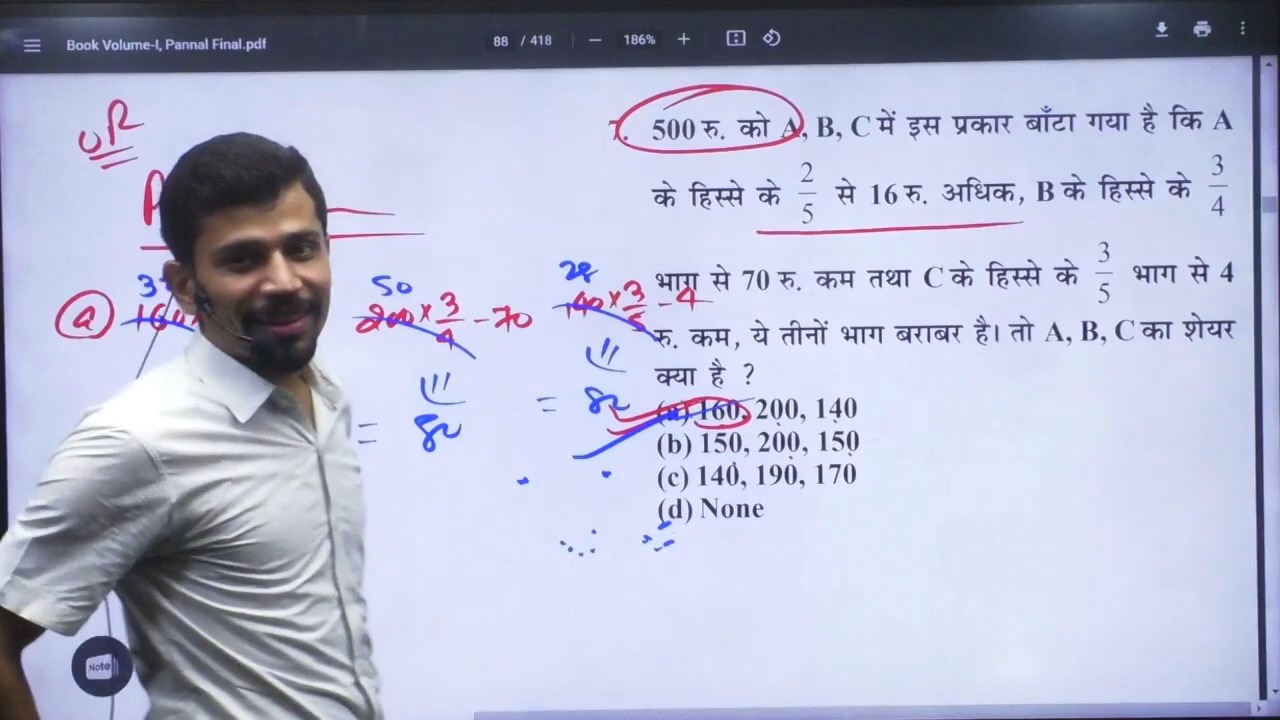 Book Volume-I, Pannal Final.pdf
88 / 418
186%
OR
7. 500 रु. को A, B, C में इस प्रकार बाँटा गया है कि A
के हिस्से के 2/5 से 16 रु. अधिक, B के हिस्से के 3/4
भाग से 70 रु. कम तथा C के हिस्से के 3/5 भाग से 4
रु. कम, ये तीनों भाग बराबर है। तो A, B, C का शेयर
क्या है ?
(a) 160, 200, 140
(b) 150, 200, 150
(c) 140, 190, 170
(d) None
50 28
(a) 200 × 3/4 - 70 140 × 3/5 - 4
= 80 = 80
Note